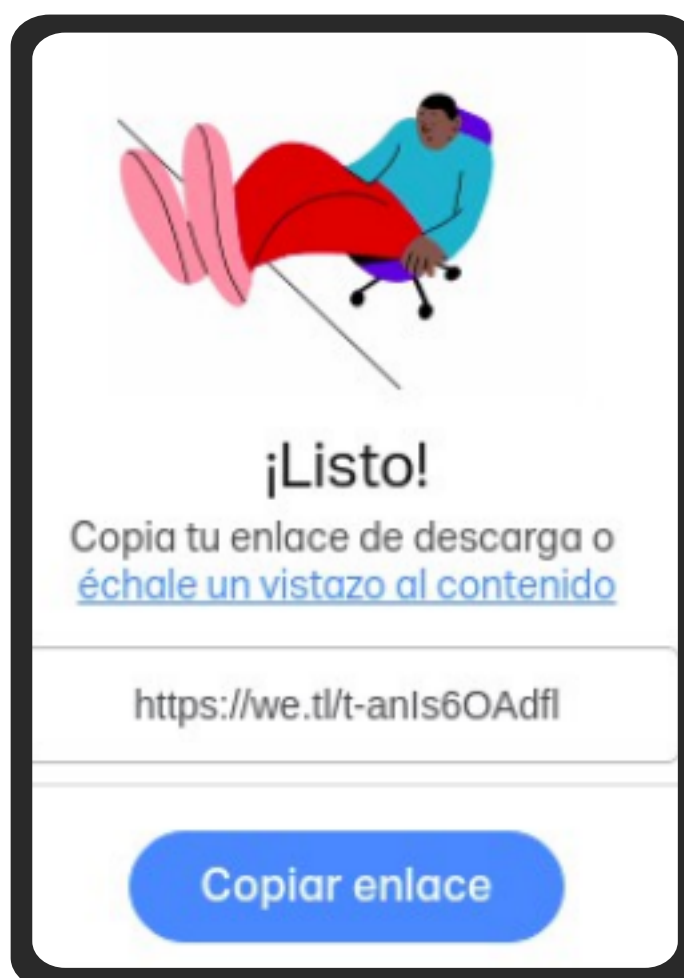 ¡Listo!
Copia tu enlace de descarga o
échale un vistazo al contenido
https://we.tl/t-anIs6OAdfl
Copiar enlace